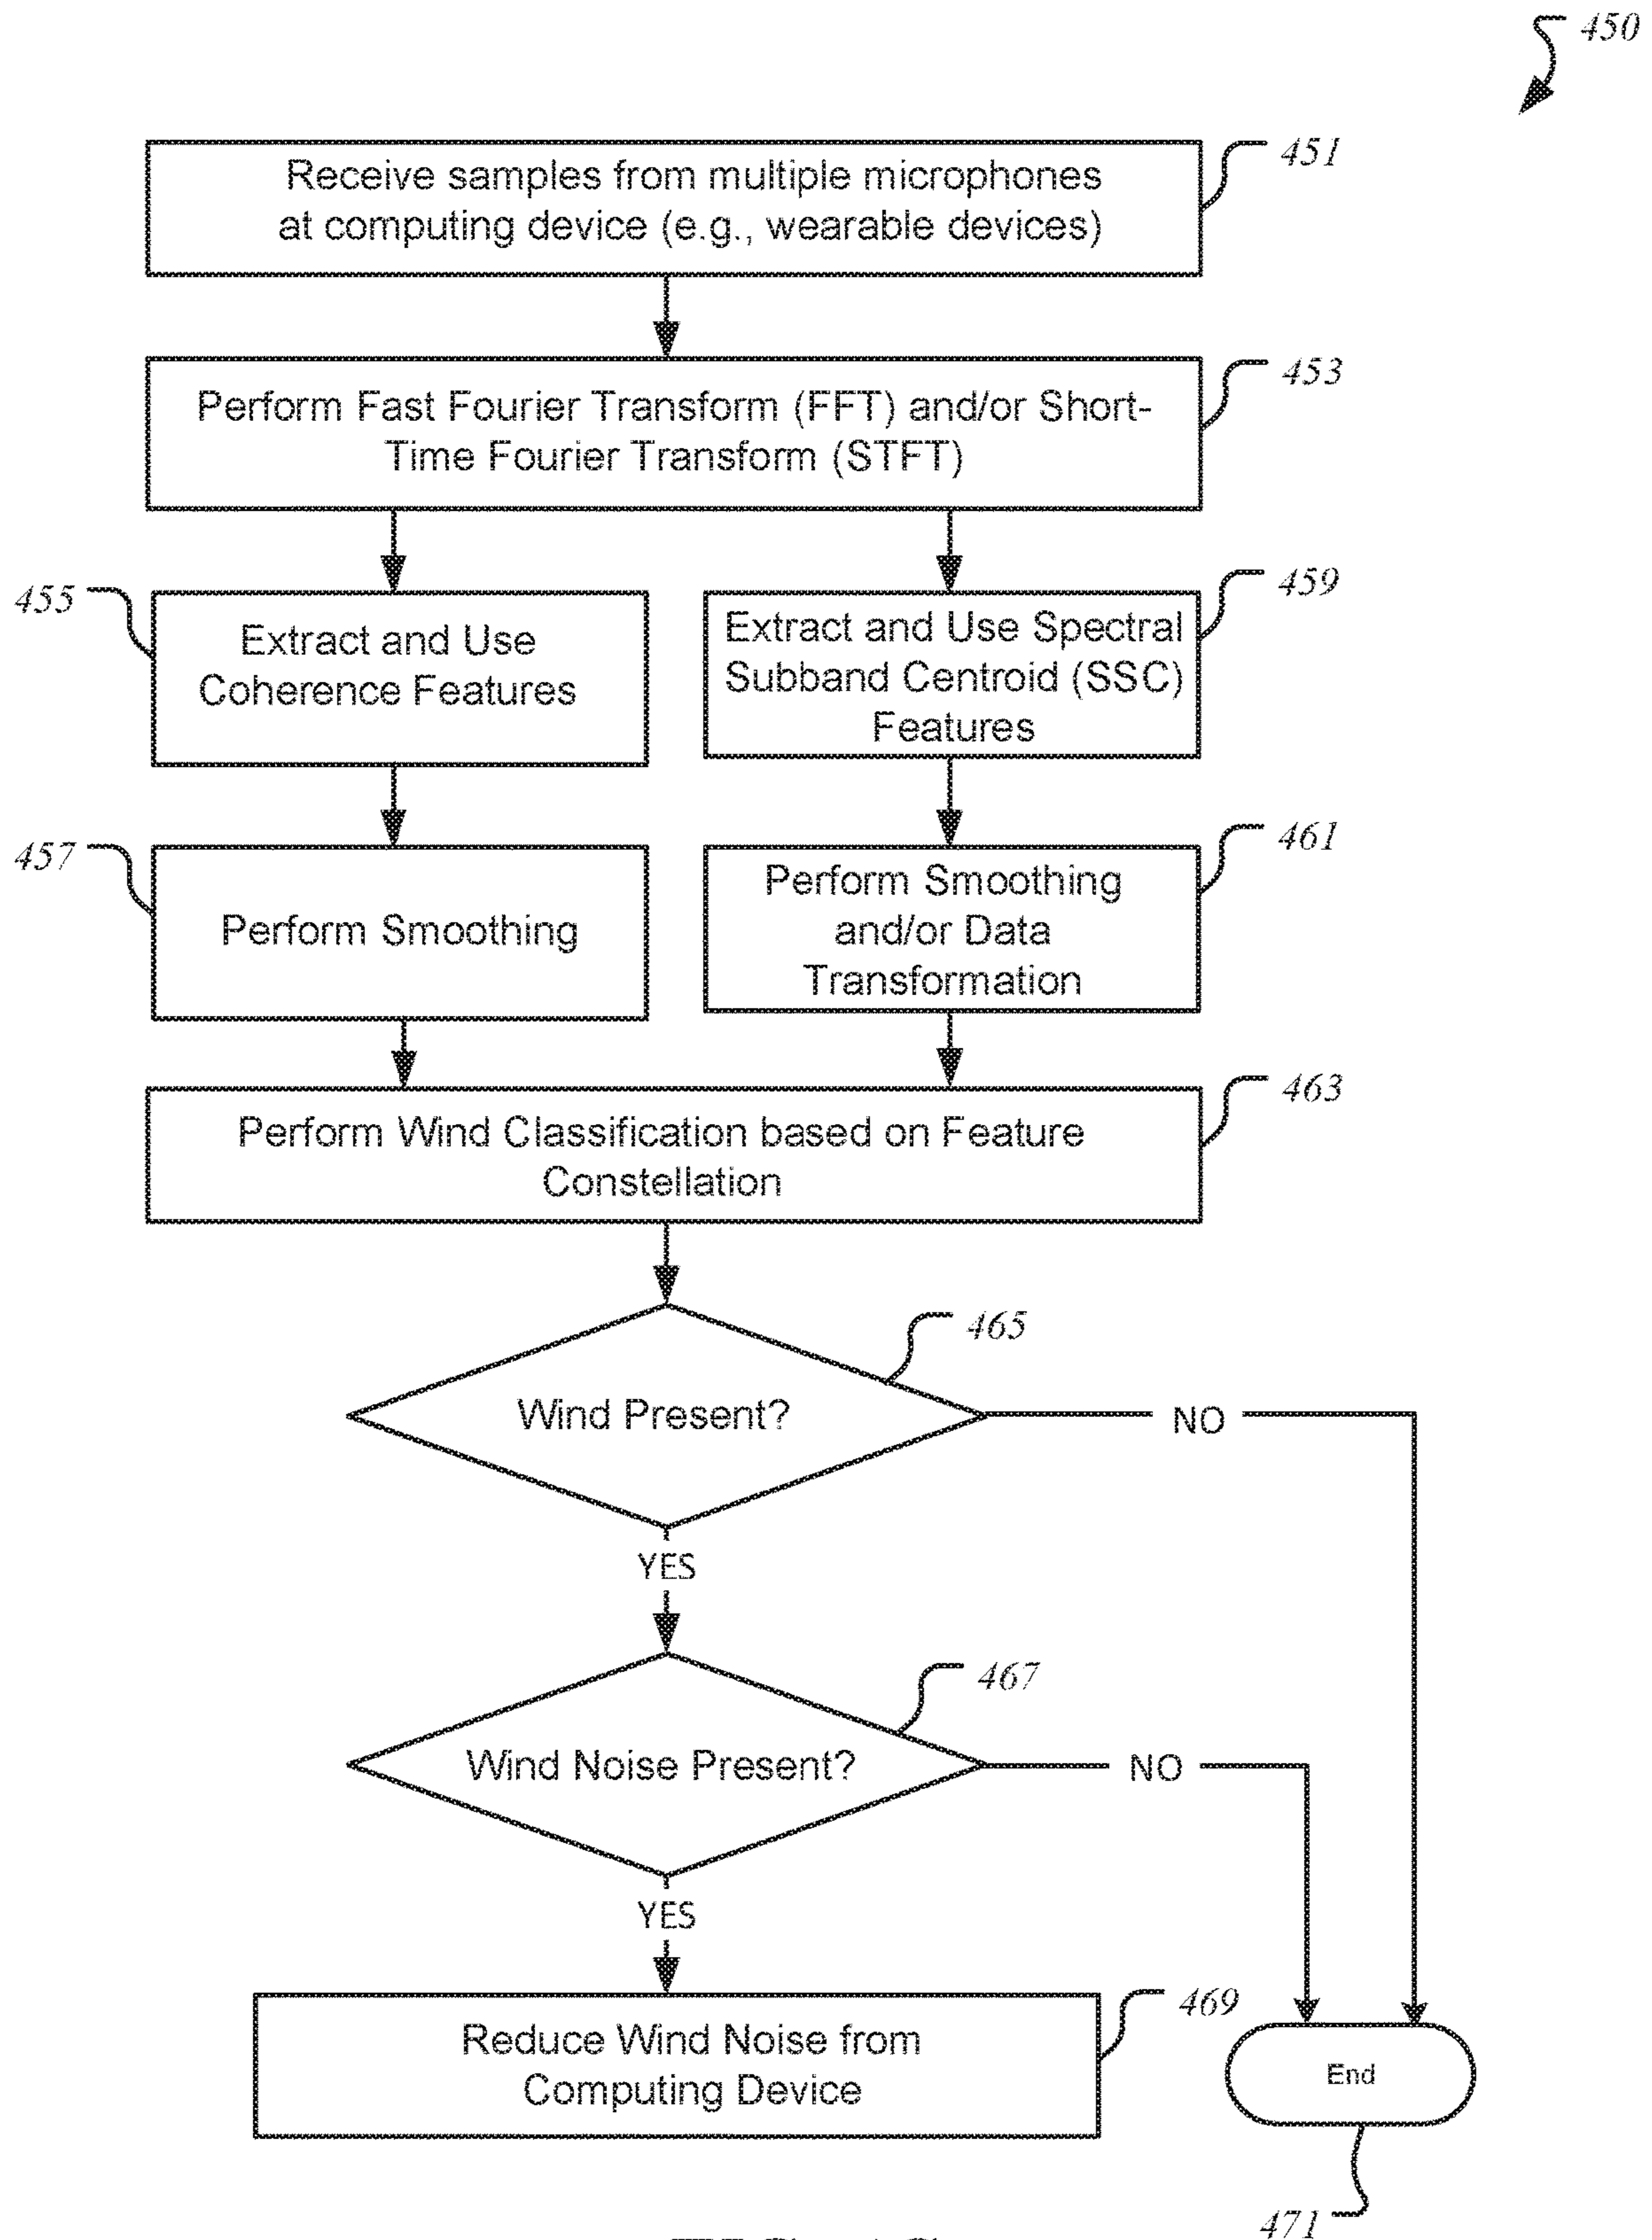 450
451
Receive samples from multiple microphones
at computing device (e.g., wearable devices)
453
Perform Fast Fourier Transform (FFT) and/or Short-
Time Fourier Transform (STFT)
455
Extract and Use
Coherence Features
459
Extract and Use Spectral
Subband Centroid (SSC)
Features
457
Perform Smoothing
461
Perform Smoothing
and/or Data
Transformation
463
Perform Wind Classification based on Feature
Constellation
465
Wind Present?
NO
YES
467
Wind Noise Present?
NO
YES
469
Reduce Wind Noise from
Computing Device
End
471